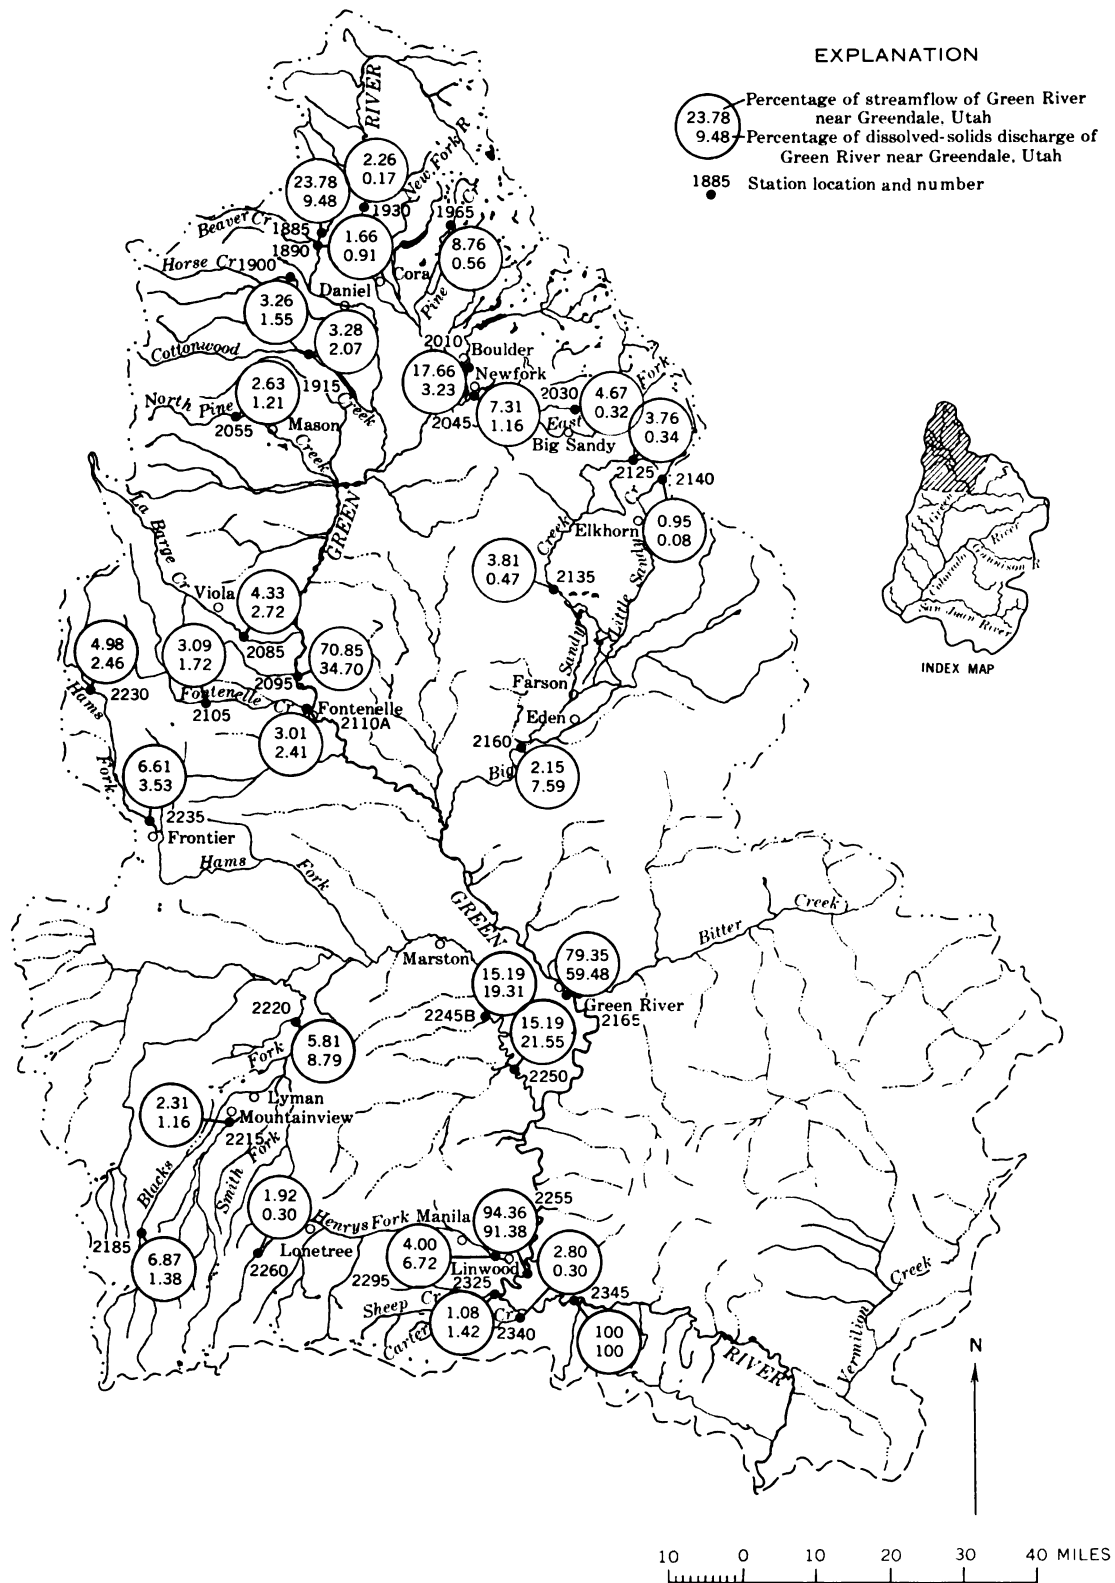 EXPLANATION
23.78
9.48
Percentage of streamflow of Green River
near Greendale, Utah
Percentage of dissolved-solids discharge of
Green River near Greendale, Utah
1885
Station location and number
RIVER
New Fork R
2.26
0.17
23.78
9.48
1930
1965
Cr
Beaver Cr
1885
1890
1.66
0.91
8.76
0.56
Horse Cr
1900
Cora
Daniel
Pine
3.26
1.55
3.28
2.07
2010
Boulder
Cottonwood
1915
Creek
17.66
3.23
Newfork
2045
7.31
1.16
2030
4.67
0.32
Fork
East
Big Sandy
3.76
0.34
2.63
1.21
North Pine
2055
Mason
Creek
2125
2140
Cr
La Barge Cr
GREEN
Creek
Elkhorn
0.95
0.08
3.81
0.47
2135
Little Sandy
Viola
4.33
2.72
2085
4.98
2.46
3.09
1.72
70.85
34.70
Hams
2230
2095
Sandy
Farson
Fontenelle Cr
2105
Fontenelle
2110A
Eden
3.01
2.41
2160
Big
2.15
7.59
Fork
6.61
3.53
2235
Frontier
Hams
Fork
GREEN
Bitter
Creek
Marston
15.19
19.31
79.35
59.48
Green River
2165
2220
2245B
15.19
21.55
5.81
8.79
Fork
2250
Lyman
2.31
1.16
Mountainview
2215
Blacks
Smith Fork
1.92
0.30
Henrys Fork
Manila
94.36
91.38
2255
2185
6.87
1.38
Lonetree
2260
4.00
6.72
Linwood
2.80
0.30
2295
2325
2345
Sheep Cr
Carter
Cr
1.08
1.42
2340
100
100
RIVER
Vermilion
Creek
Green
River
Colorado
Gunnison R
San Juan River
INDEX MAP
N
10 0 10 20 30 40 MILES